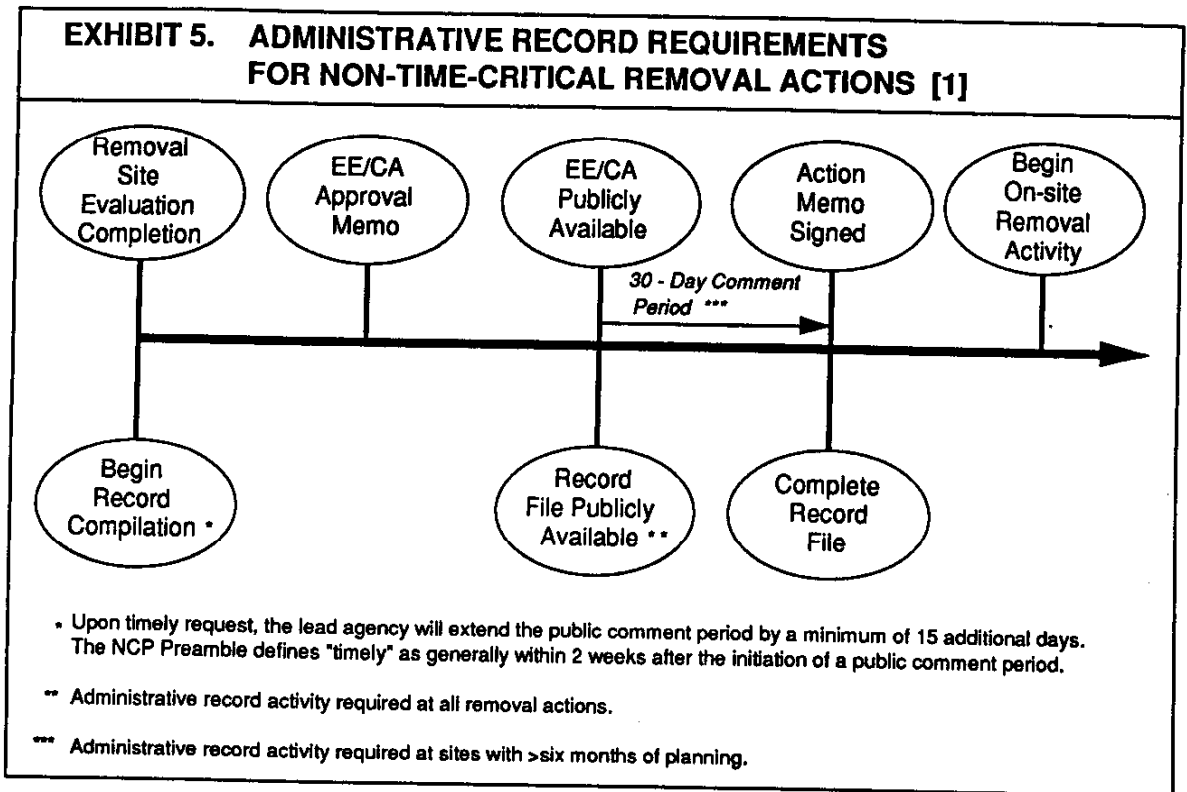 EXHIBIT 5. ADMINISTRATIVE RECORD REQUIREMENTS
FOR NON-TIME-CRITICAL REMOVAL ACTIONS [1]
Removal
Site
Evaluation
Completion
EE/CA
Approval
Memo
EE/CA
Publicly
Available
Action
Memo
Signed
Begin
On-site
Removal
Activity
30 - Day Comment
Period ***
Begin
Record
Compilation *
Record
File Publicly
Available **
Complete
Record
File
* Upon timely request, the lead agency will extend the public comment period by a minimum of 15 additional days.
The NCP Preamble defines "timely" as generally within 2 weeks after the initiation of a public comment period.
** Administrative record activity required at all removal actions.
*** Administrative record activity required at sites with >six months of planning.